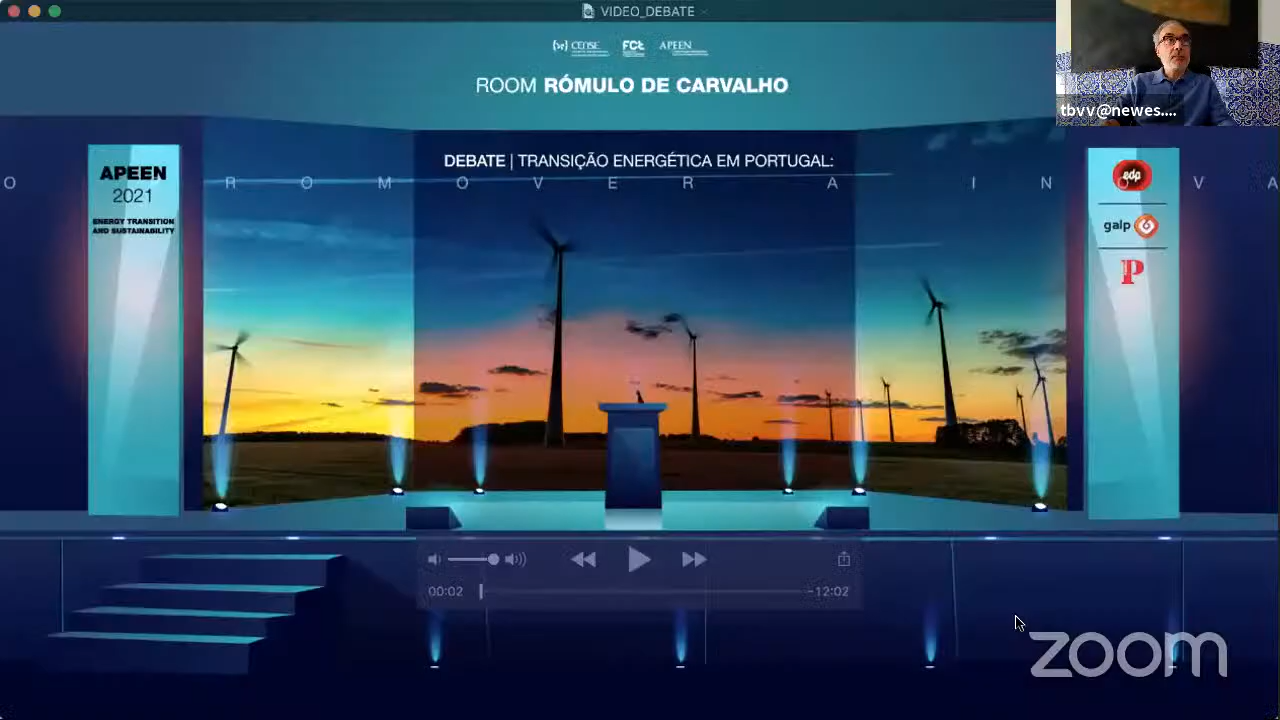 VIDEO_DEBATE
CENSE
FCt
APEEN
ROOM RÓMULO DE CARVALHO
tbvv@newes....
DEBATE | TRANSIÇÃO ENERGÉTICA EM PORTUGAL:
O R O M O V E R A I N O V A
APEEN
2021
ENERGY TRANSITION
AND SUSTAINABILITY
edp
galp
P
00:02
-12:02
zoom